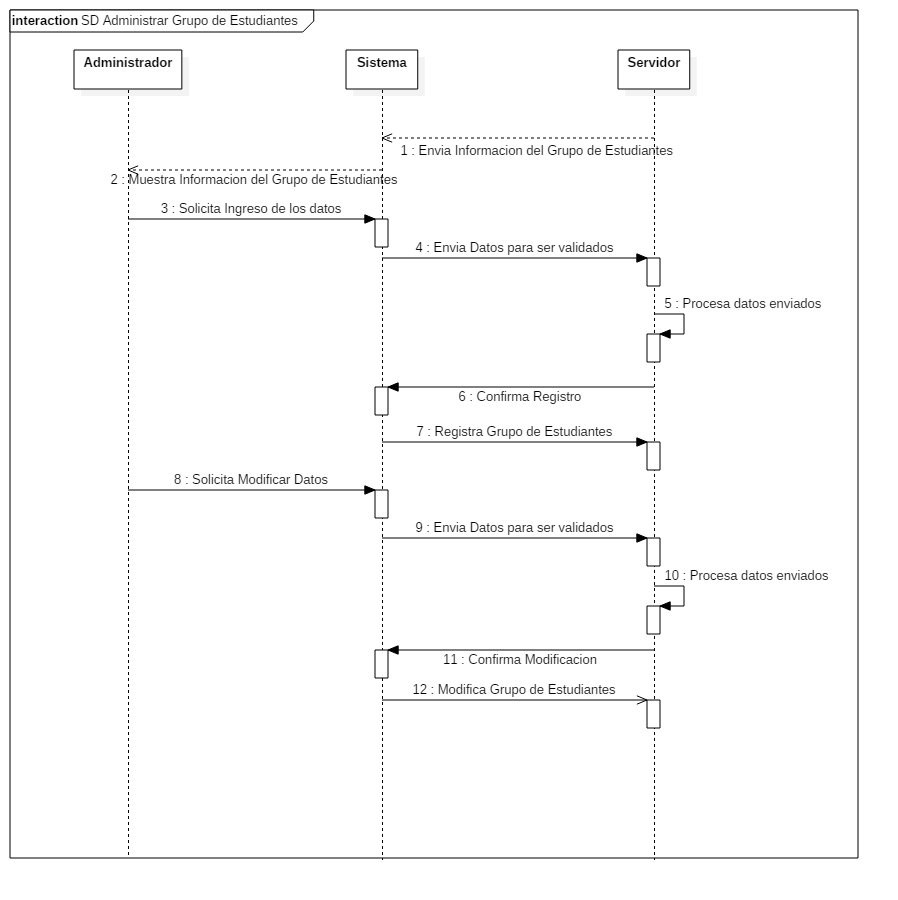 interaction SD Administrar Grupo de Estudiantes
Administrador
Sistema
Servidor
1 : Envia Informacion del Grupo de Estudiantes
2 : Muestra Informacion del Grupo de Estudiantes
3 : Solicita Ingreso de los datos
4 : Envia Datos para ser validados
5 : Procesa datos enviados
6 : Confirma Registro
7 : Registra Grupo de Estudiantes
8 : Solicita Modificar Datos
9 : Envia Datos para ser validados
10 : Procesa datos enviados
11 : Confirma Modificacion
12 : Modifica Grupo de Estudiantes